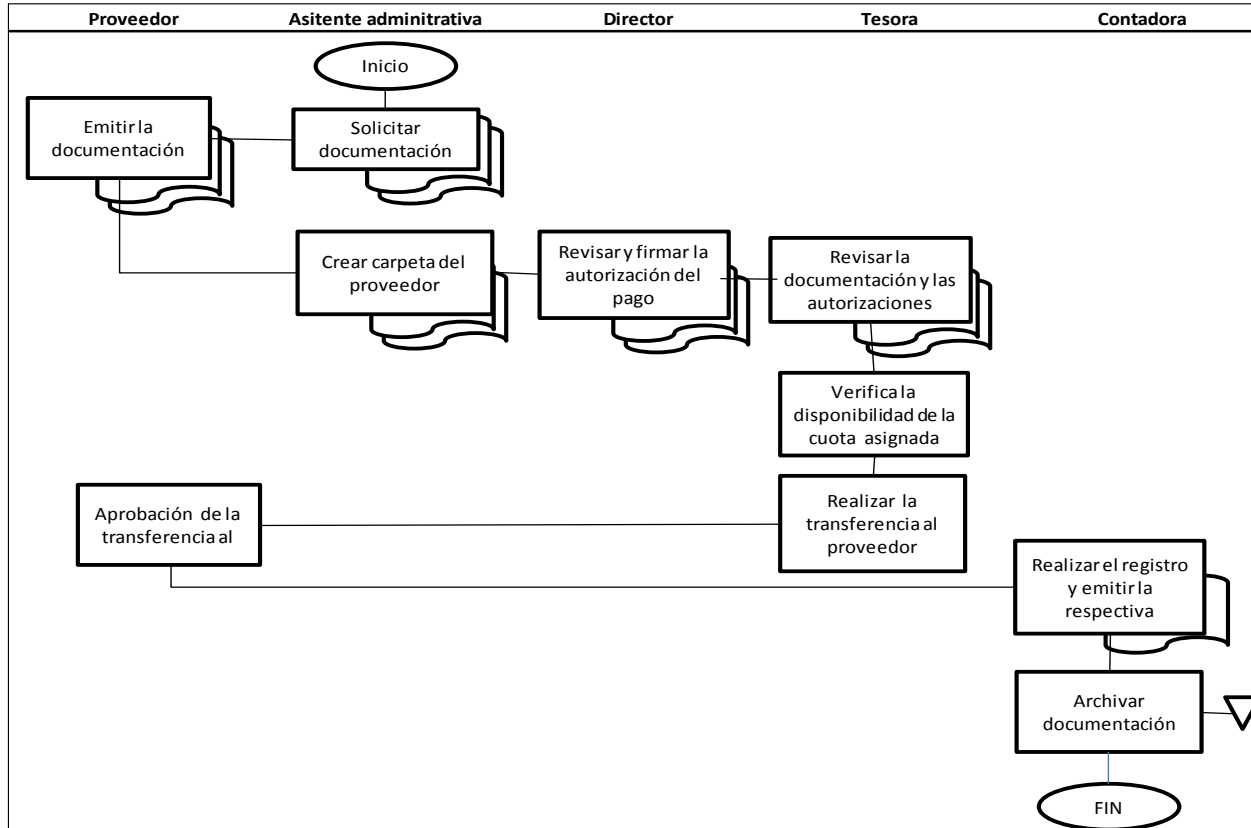 Proveedor
Asitente adminitrativa
Director
Tesora
Contadora
Inicio
Emitir la
documentación
Solicitar
documentación
Crear carpeta del
proveedor
Revisar y firmar la
autorización del
pago
Revisar la
documentación y las
autorizaciones
Verifica la
disponibilidad de la
cuota asignada
Aprobación de la
transferencia al
Realizar la
transferencia al
proveedor
Realizar el registro
y emitir la
respectiva
Archivar
documentación
FIN